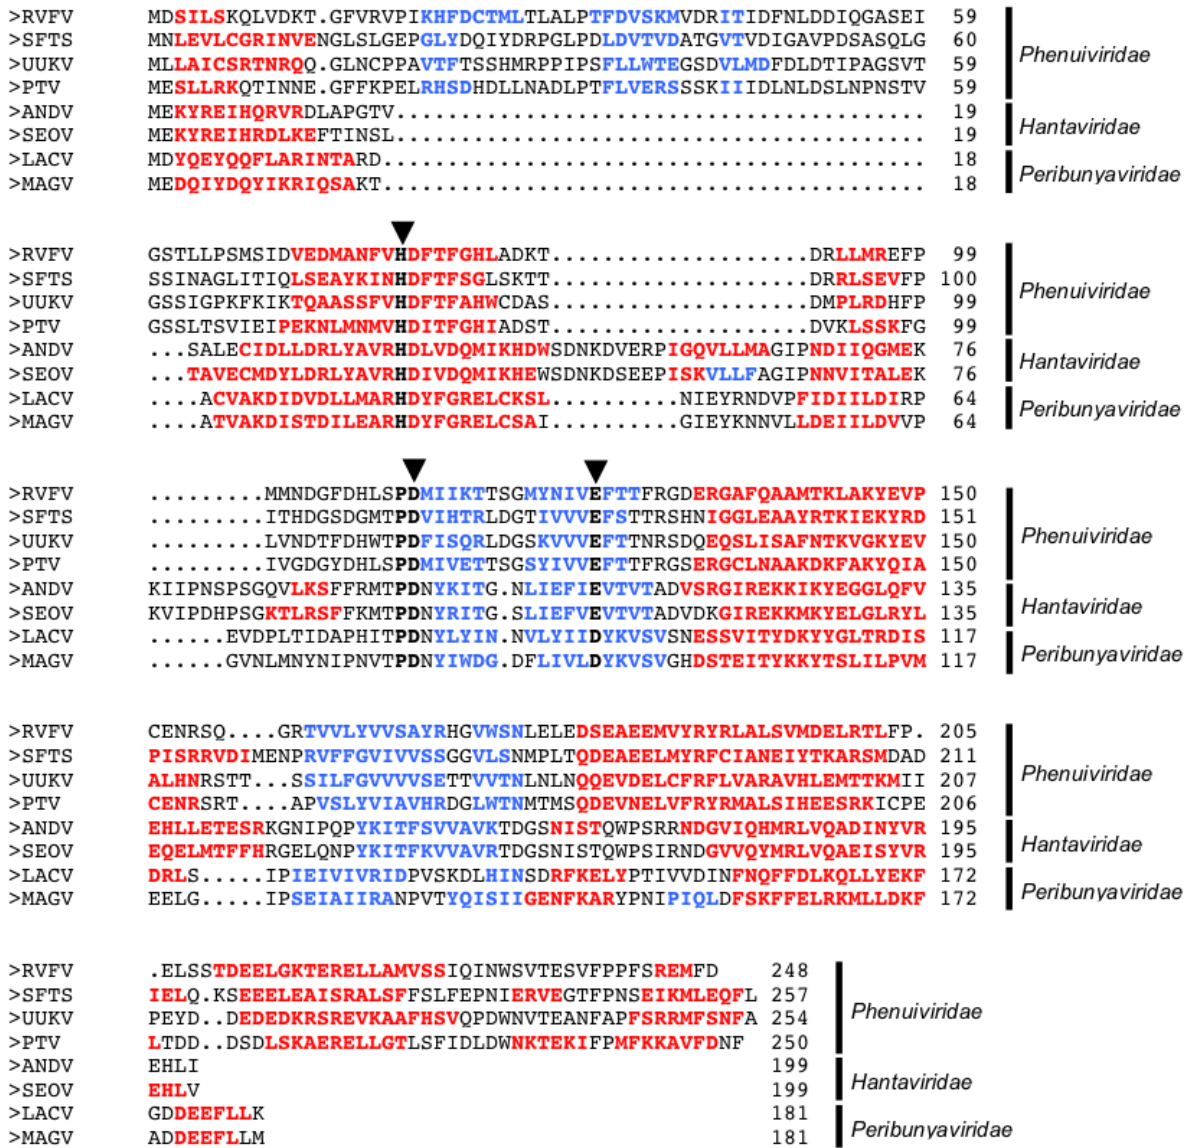 >RVFV MDSILSKQLVDKT.GFVRVPIKHFDCTMLTLALPTFDVSKMVDRITIDFNLDDIQGASEI 59
>SFTS MNLEVLCGRINVENGLSLGEPGLYDQIYDRPGLPDLDVTVDATGVTVDIGAVPDSASQLG 60
Phenuiviridae
>UUKV MLLAICSRTNRQQ.GLNCPPAVTFTSSHMRPPIPSFLLWTEGSDVLMDFDLDTIPAGSVT 59
>PTV MESLLRKQTINNE.GFFKPELRHSDHDLLNADLPTFLVERSSSKIIIDLNLDSLNPNSTV 59
>ANDV MEKYREIHQRVRDLAPGTV......................................... 19
Hantaviridae
>SEOV MEKYREIHRDLKEFTINSL......................................... 19
>LACV MDYQEYQQFLARINTARD.......................................... 18
Peribunyaviridae
>MAGV MEDQIYDQYIKRIQSAKT.......................................... 18
>RVFV GSTLLPSMSIDVEDMANFVHDFTFGHLADKT....................DRLLMREFP 99
>SFTS SSINAGLITIQLSEAYKINHDFTFSGLSKTT....................DRRLSEVFP 100
Phenuiviridae
>UUKV GSSIGPKFKIKTQAASSFVHDFTFAHWCDAS....................DMPLRDHFP 99
>PTV GSSLTSVIEIPEKNLMNMVHDITFGHIADST....................DVKLSSKFG 99
>ANDV ...SALECIDLLDRLYAVRHDLVDQMIKHDWSDNKDVERPIGQVLLMAGIPNDIIQGMEK 76
Hantaviridae
>SEOV ...TAVECMDYLDRLYAVRHDIVDQMIKHEWSDNKDSEEPISKVLLFAGIPNNVITALEK 76
>LACV ....ACVAKDIDVDLLMARHDYFGRELCKSL..........NIEYRNDVPFIDIILDIRP 64
Peribunyaviridae
>MAGV ....ATVAKDISTDILEARHDYFGRELCSAI..........GIEYKNNVLLDEIILDVVP 64
>RVFV .........MMNDGFDHLSPDMIIKTTSGMYNIVEFTTFRGDERGAFQAAMTKLAKYEVP 150
>SFTS .........ITHDGSDGMTPDVIHTRLDGTIVVVEFSTTRSHNIGGLEAAYRTKIEKYRD 151
Phenuiviridae
>UUKV .........LVNDTFDHWTPDFISQRLDGSKVVVEFTTNRSDQEQSLISAFNTKVGKYEV 150
>PTV .........IVGDGYDHLSPDMIVETTSGSYIVVEFTTFRGSERGCLNAAKDKFAKYQIA 150
>ANDV KIIPNSPSGQVLKSFFRMTPDNYKITG.NLIEFIEVTVTADVSRGIREKKIKYEGGLQFV 135
Hantaviridae
>SEOV KVIPDHPSGKTLRSFFKMTPDNYRITG.SLIEFVEVTVTADVDKGIREKKMKYELGLRYL 135
>LACV ......EVDPLTIDAPHITPDNYLYIN.NVLYIIDYKVSVSNESSVITYDKYYGLTRDIS 117
Peribunyaviridae
>MAGV ......GVNLMNYNIPNVTPDNYIWDG.DFLIVLDYKVSVGHDSTEITYKKYTSLILPVM 117
>RVFV CENRSQ....GRTVVLYVVSAYRHGVWSNLELEDSEAEEMVYRYRLALSVMDELRTLFP. 205
>SFTS PISRRVDIMENPRVFFGVIVVSSGGVLSNMPLTQDEAEELMYRFCIANEIYTKARSMDAD 211
Phenuiviridae
>UUKV ALHNRSTT...SSILFGVVVVSETTVVTNLNLNQQEVDELCFRFLVARAVHLEMTTKMII 207
>PTV CENRSRT....APVSLYVIAVHRDGLWTNMTMSQDEVNELVFRYRMALSIHEESRKICPE 206
>ANDV EHLLETESRKGNIPQPYKITFSVVAVKTDGSNISTQWPSRRNDGVIQHMRLVQADINYVR 195
Hantaviridae
>SEOV EQELMTFFHRGELQNPYKITFKVVAVRTDGSNISTQWPSIRNDGVVQYMRLVQAEISYVR 195
>LACV DRLS.....IPIEIVIVRIDPVSKDLHINSDRFKELYPTIVVDINFNQFFDLKQLLYEKF 172
Peribunyaviridae
>MAGV EELG.....IPSEIAIIRANPVTYQISIIGENFKARYPNIPIQLDFSKFFELRKMLLDKF 172
>RVFV .ELSSTDEELGKTERELLAMVSSIQINWSVTESVFPPFSREMFD 248
>SFTS IELQ.KSEEELEAISRALSFFSLFEPNIERVEGTFPNSEIKMLEQFL 257
Phenuiviridae
>UUKV PEYD..DEDEDKRSREVKAAFHSVQPDWNVTEANFAPFSRRMFSNFA 254
>PTV LTDD..DSDLSKAERELLGTLSFIDLDWNKTEKIFPMFKKAVFDNF 250
>ANDV EHLI 199
Hantaviridae
>SEOV EHLV 199
>LACV GDDEEFLLK 181
Peribunyaviridae
>MAGV ADDEEFLLM 181